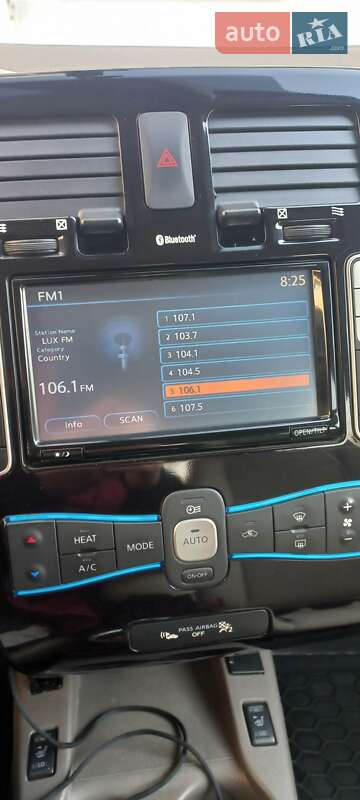 auto RIA
.com
Bluetooth®
FM1
8:25
Station Name
LUX FM
Category
Country
106.1 FM
1 107.1
2 103.7
3 104.1
4 104.5
5 106.1
6 107.5
Info
SCAN
OPEN/TILT
HEAT
A/C
MODE
AUTO
ON·OFF
+
-
PASS AIRBAG
OFF
2
LO